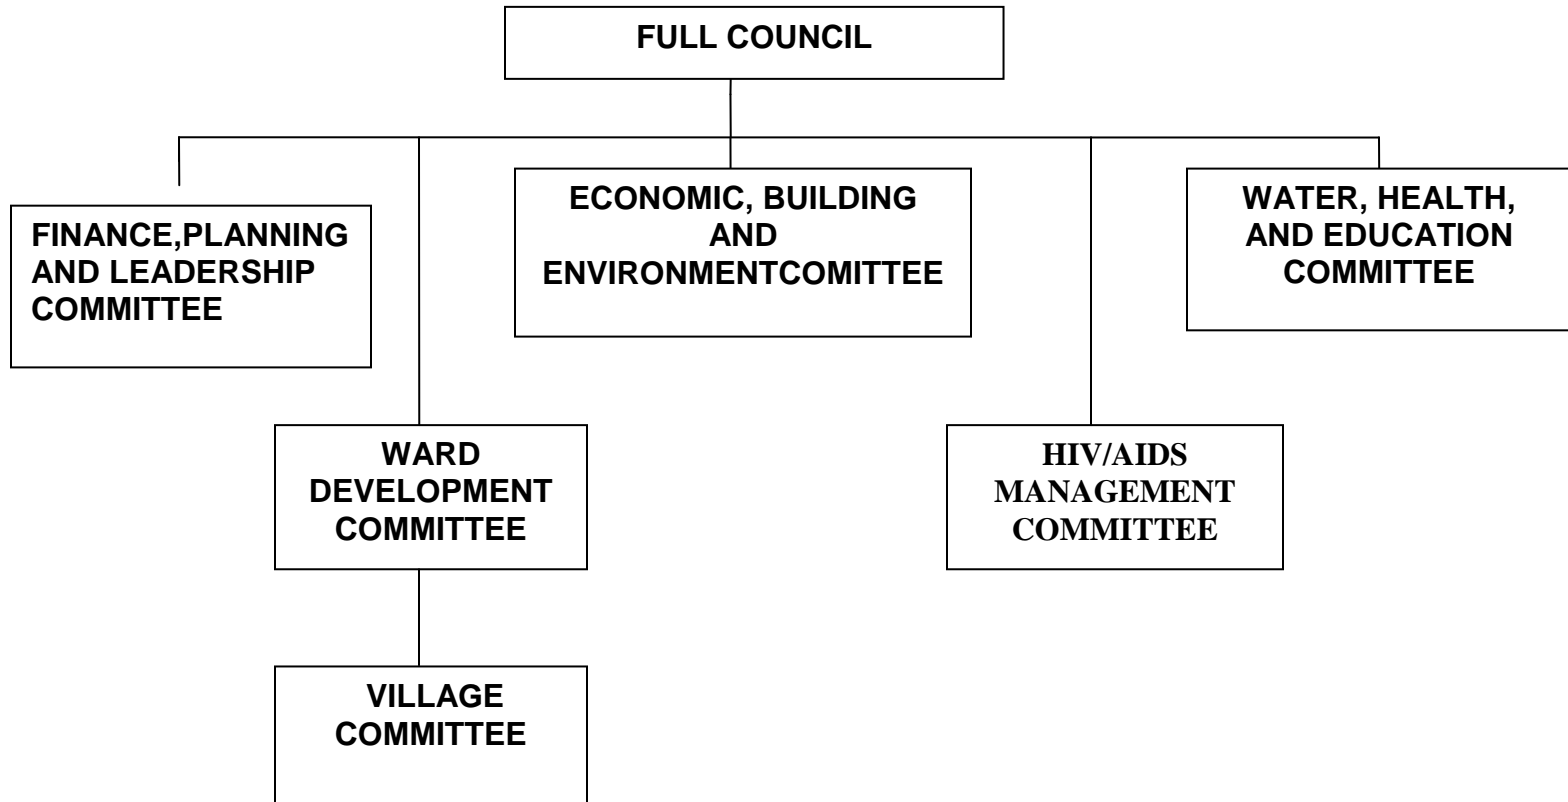 FULL COUNCIL
FINANCE,PLANNING
AND LEADERSHIP
COMMITTEE
ECONOMIC, BUILDING
AND
ENVIRONMENTCOMITTEE
WATER, HEALTH,
AND EDUCATION
COMMITTEE
WARD
DEVELOPMENT
COMMITTEE
HIV/AIDS
MANAGEMENT
COMMITTEE
VILLAGE
COMMITTEE